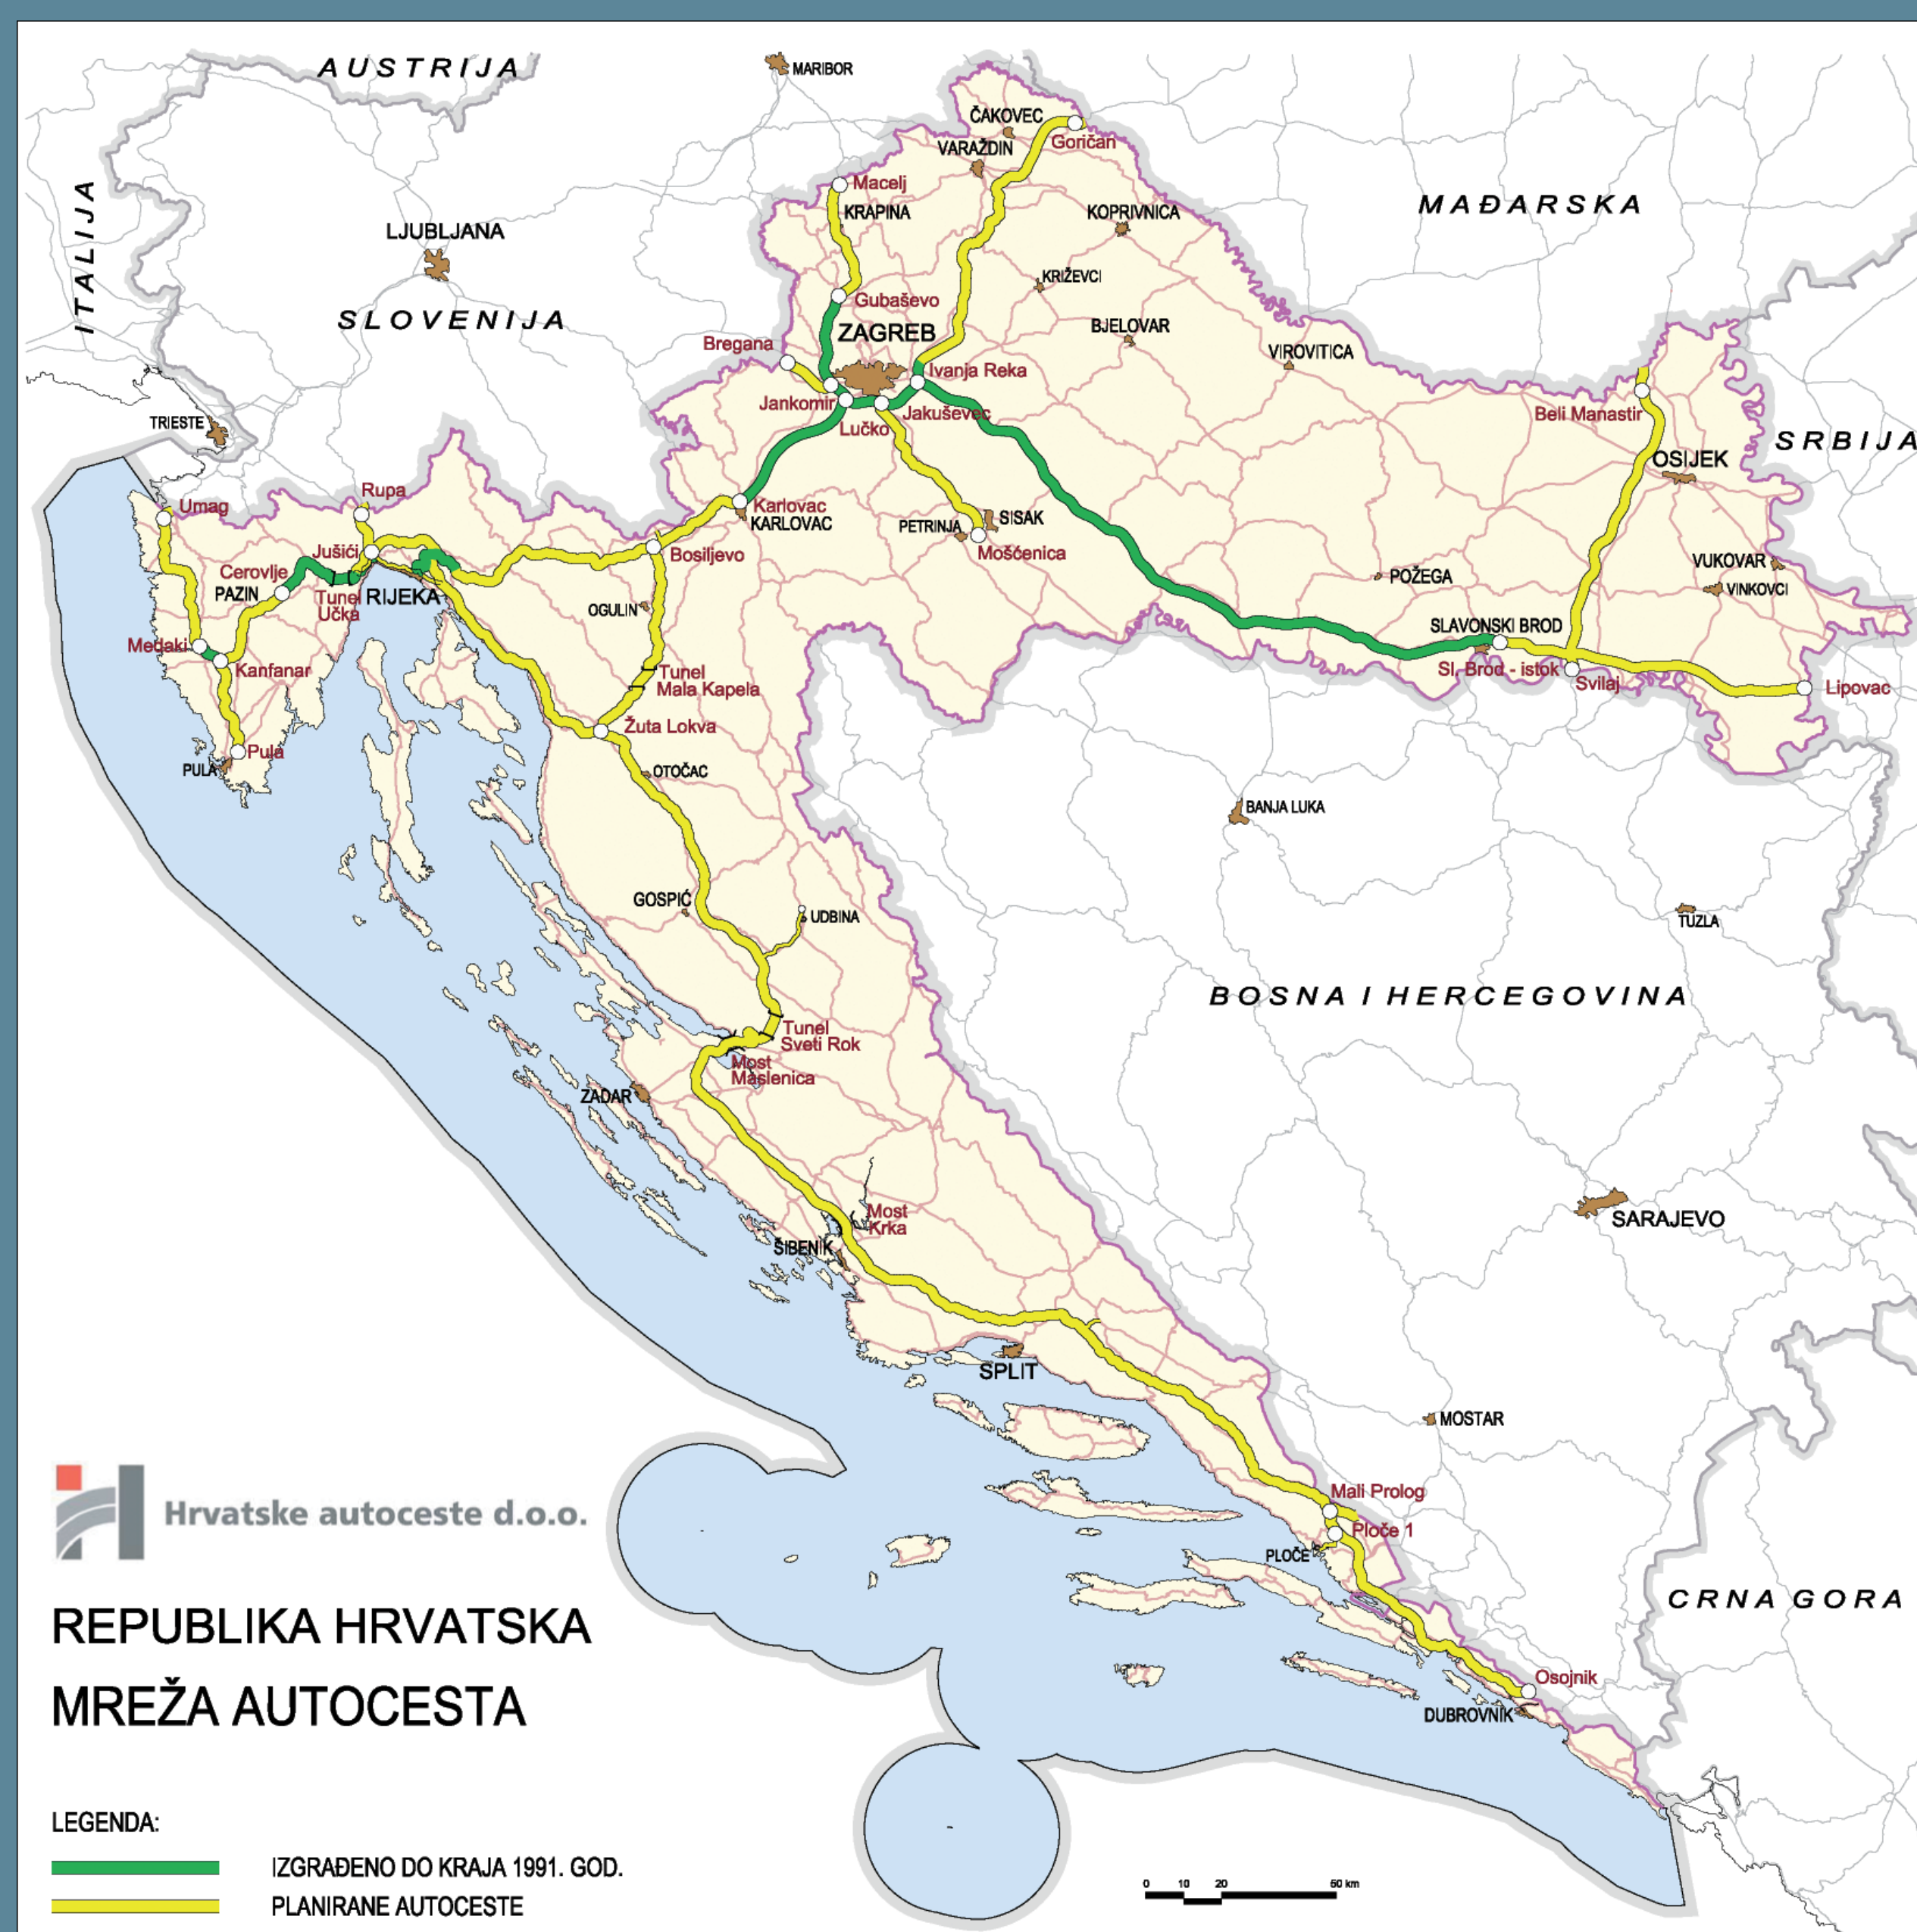 AUSTRIJA
MARIBOR
ČAKOVEC
Goričan
VARAŽDIN
ITALIJA
Macelj
KRAPINA
KOPRIVNICA
MAĐARSKA
LJUBLJANA
KRIŽEVCI
SLOVENIJA
Gubaševo
ZAGREB
BJELOVAR
Bregana
VIROVITICA
Ivanja Reka
Jankomir
Jakuševec
Lučko
Beli Manastir
TRIESTE
SRBIJA
OSIJEK
Rupa
Umag
Karlovac
KARLOVAC
PETRINJA
SISAK
Mošćenica
Jušići
Bosiljevo
Cerovlje
PAZIN
Tunel
Učka
RIJEKA
OGULIN
POŽEGA
VUKOVAR
VINKOVCI
SLAVONSKI BROD
Medaki
Kanfanar
Sl. Brod - istok
Svilaj
Lipovac
Tunel
Mala Kapela
Žuta Lokva
Pula
PULA
OTOČAC
BANJA LUKA
GOSPIĆ
UDBINA
TUZLA
BOSNA I HERCEGOVINA
Tunel
Sveti Rok
Most
Maslenica
ZADAR
Most
Krka
ŠIBENIK
SARAJEVO
SPLIT
MOSTAR
Mali Prolog
Ploče 1
PLOČE
CRNA GORA
Osojnik
DUBROVNIK
Hrvatske autoceste d.o.o.
REPUBLIKA HRVATSKA
MREŽA AUTOCESTA
LEGENDA:
IZGRAĐENO DO KRAJA 1991. GOD.
PLANIRANE AUTOCESTE
0 10 20 50 km